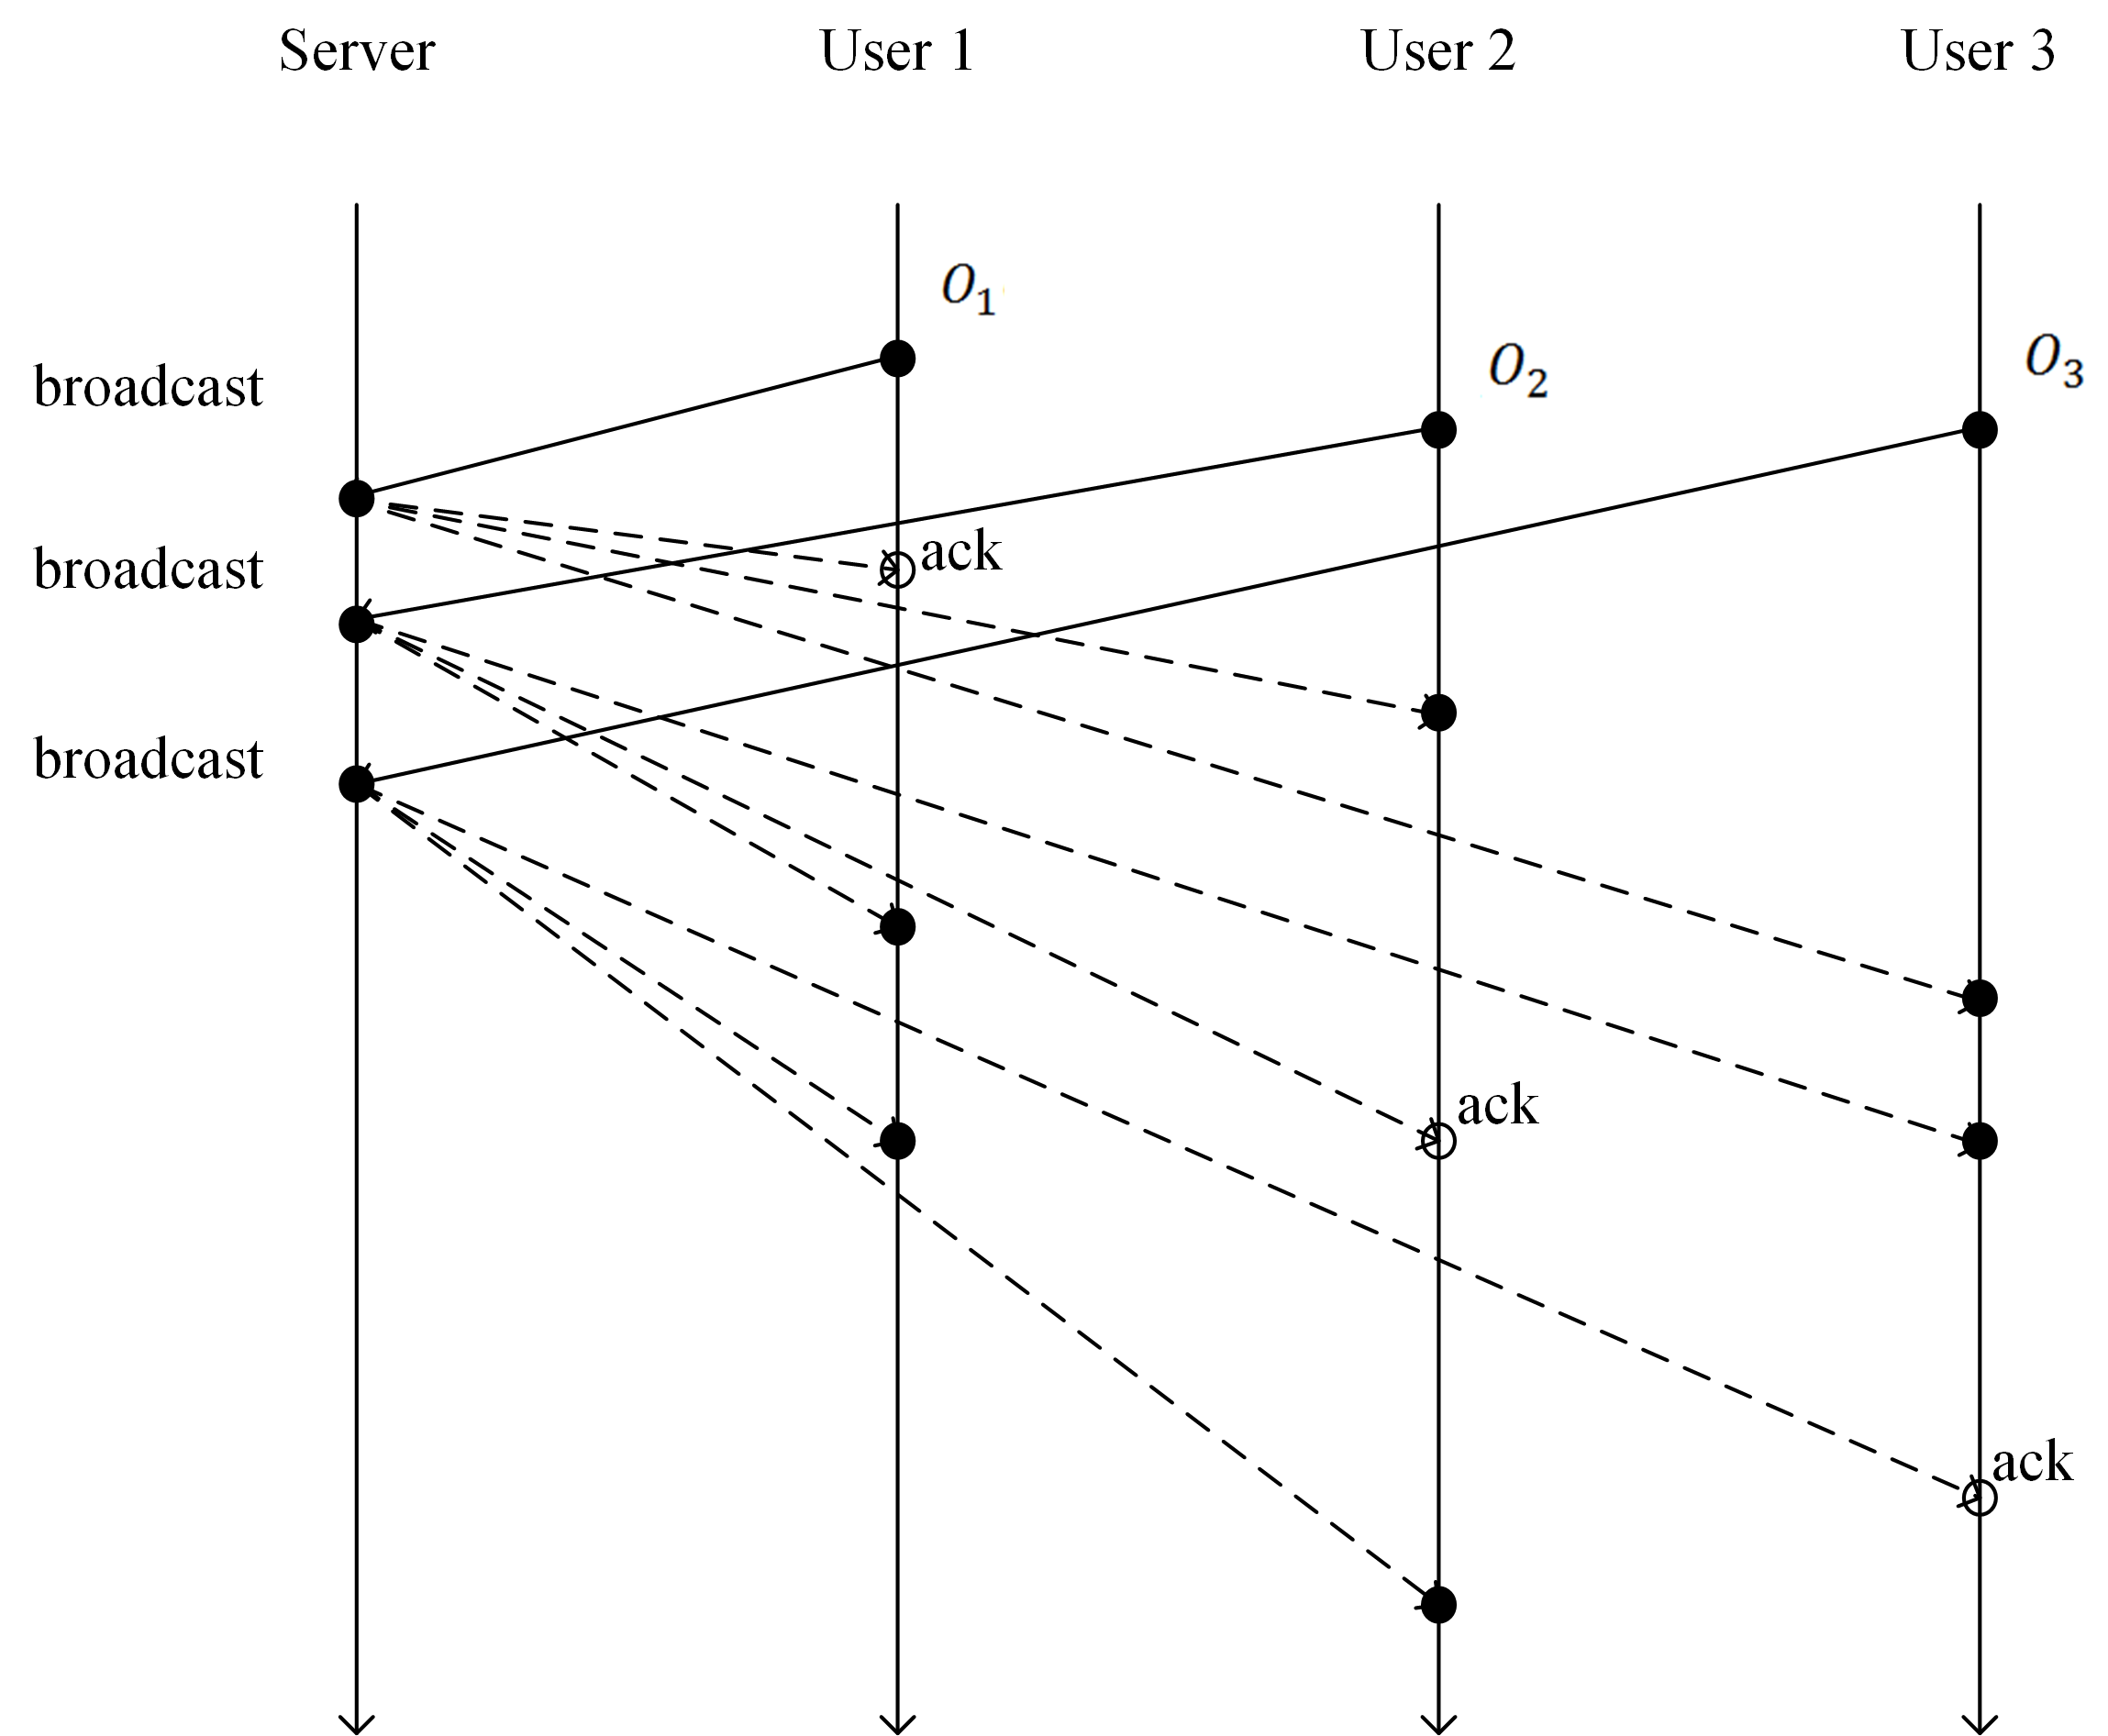 Server User 1 User 2 User 3
O₁
O₂
O₃
broadcast
broadcast
broadcast
ack
ack
ack